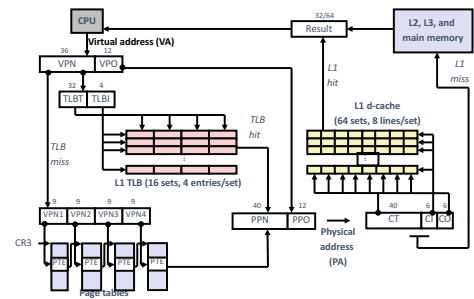 CPU
32/64
Result
L2, L3, and
main memory
Virtual address (VA)
36
12
VPN
VPO
32
4
TLBT
TLBI
TLB
hit
L1
hit
L1
miss
L1 d-cache
(64 sets, 8 lines/set)
TLB
miss
...
...
L1 TLB (16 sets, 4 entries/set)
9
9
9
9
VPN1
VPN2
VPN3
VPN4
40
12
PPN
PPO
Physical
address
(PA)
40
6
6
CT
CI
CO
CR3
PTE
PTE
PTE
PTE
Page tables